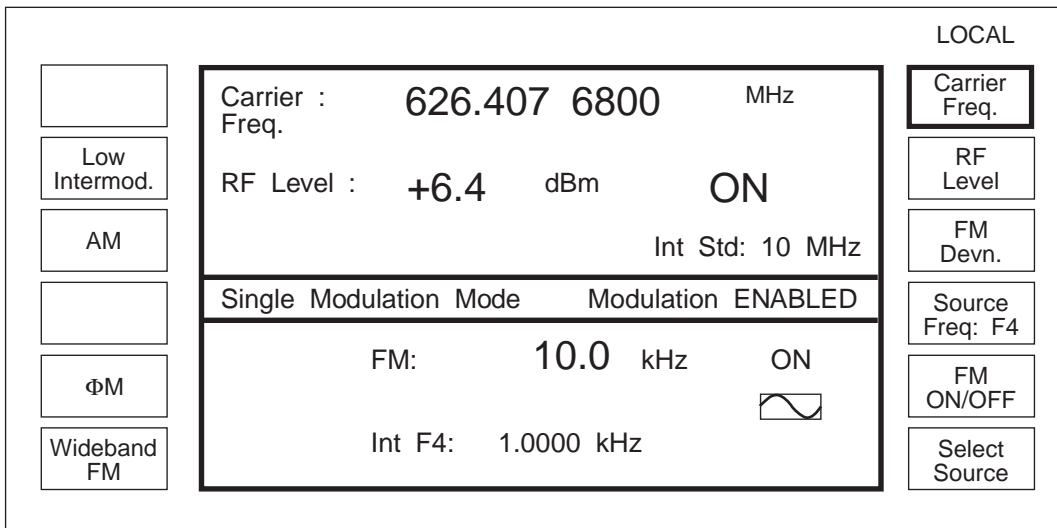 LOCAL
Low
Intermod.
AM
ΦM
Wideband
FM
Carrier : 626.407 6800 MHz
Freq.
RF Level : +6.4 dBm ON
Int Std: 10 MHz
Single Modulation Mode Modulation ENABLED
FM: 10.0 kHz ON
Int F4: 1.0000 kHz
Carrier
Freq.
RF
Level
FM
Devn.
Source
Freq: F4
FM
ON/OFF
Select
Source